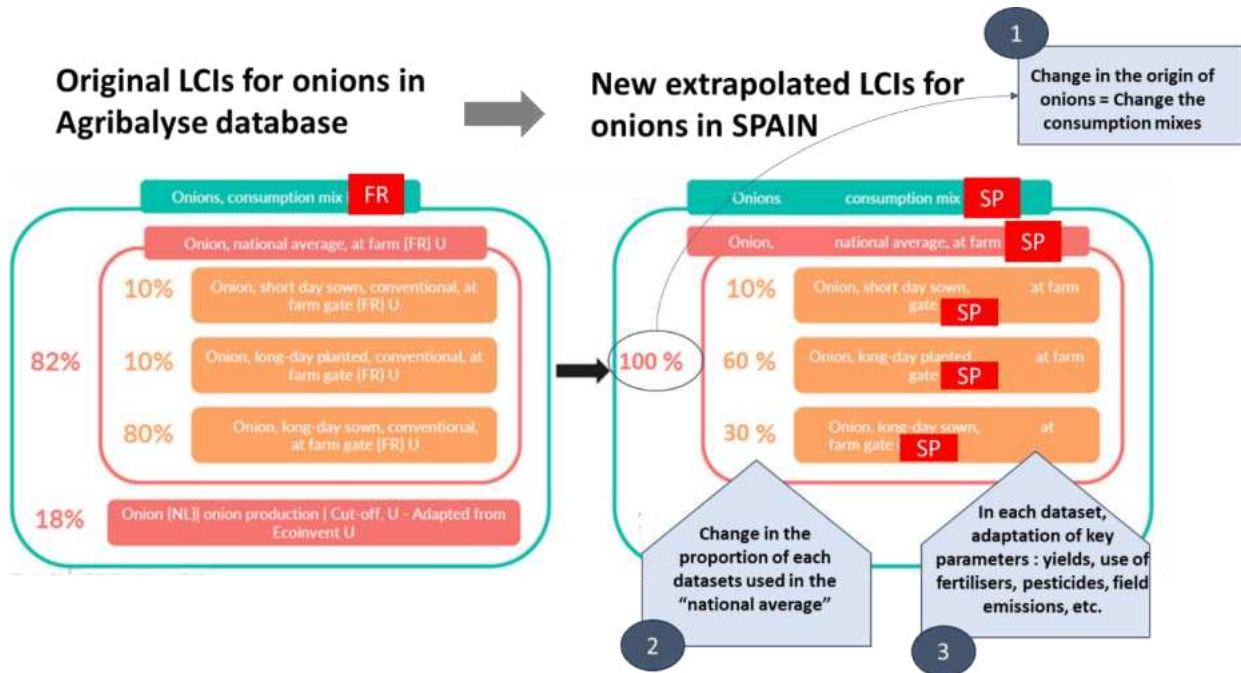 Original LCIs for onions in
Agribalyse database
New extrapolated LCIs for
onions in SPAIN
1
Change in the origin of
onions = Change the
consumption mixes
Onions, consumption mix FR
Onion, national average, at farm {FR} U
82%
10%
Onion, short day sown, conventional, at
farm gate {FR} U
10%
Onion, long-day planted, conventional, at
farm gate {FR} U
80%
Onion, long-day sown, conventional,
at farm gate {FR} U
18%
Onion {NL}| onion production | Cut-off, U - Adapted from
Ecoinvent U
Onions consumption mix SP
Onion, national average, at farm SP
100 %
10%
Onion, short day sown, at farm
gate SP
60 %
Onion, long-day planted, at farm
gate SP
30 %
Onion, long-day sown, at
farm gate SP
Change in the
proportion of each
datasets used in the
“national average”
2
In each dataset,
adaptation of key
parameters : yields, use of
fertilisers, pesticides, field
emissions, etc.
3